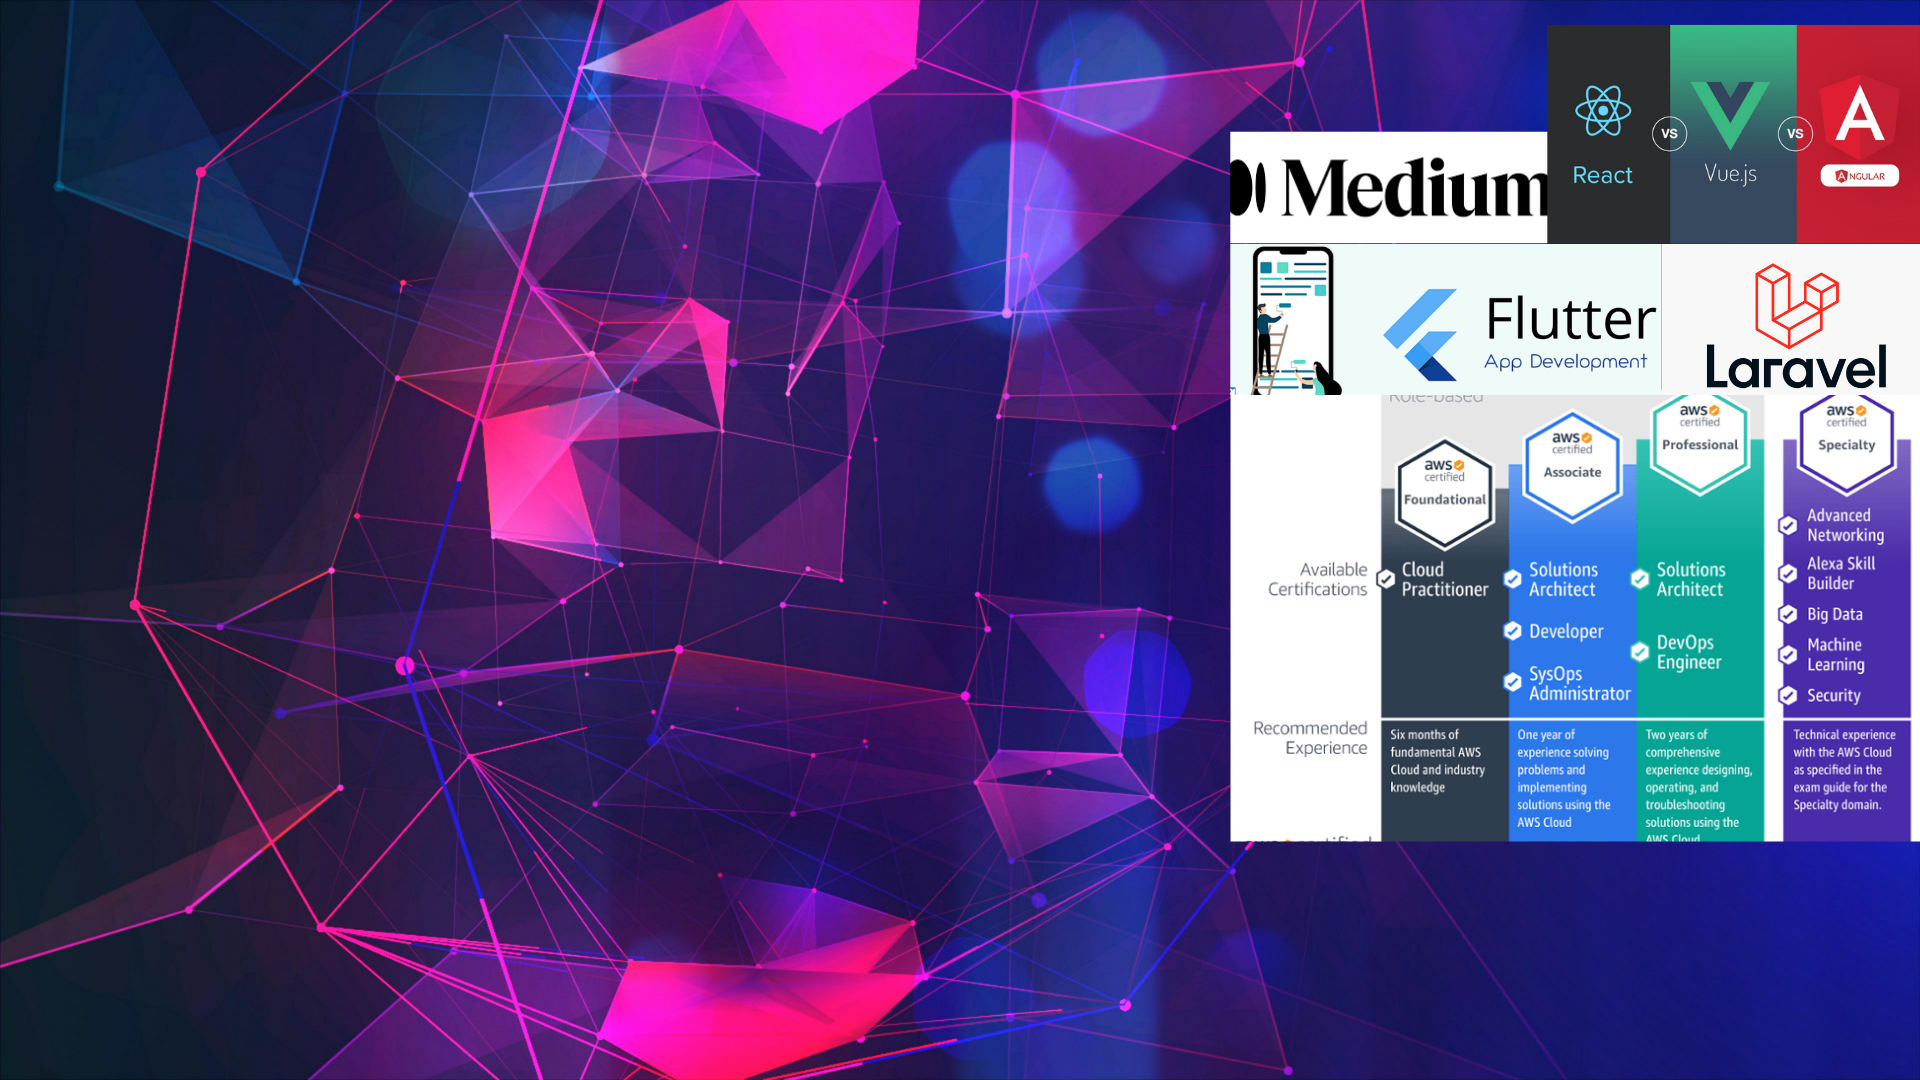 React
VS
Vue.js
VS
ANGULAR
Medium
Flutter
App Development
Laravel
Role-based
aws
certified
Foundational
aws
certified
Associate
aws
certified
Professional
aws
certified
Specialty
Available
Certifications
Cloud
Practitioner
Solutions
Architect
Developer
SysOps
Administrator
Solutions
Architect
DevOps
Engineer
Advanced
Networking
Alexa Skill
Builder
Big Data
Machine
Learning
Security
Recommended
Experience
Six months of
fundamental AWS
Cloud and industry
knowledge
One year of
experience solving
problems and
implementing
solutions using the
AWS Cloud
Two years of
comprehensive
experience designing,
operating, and
troubleshooting
solutions using the
AWS Cloud
Technical experience
with the AWS Cloud
as specified in the
exam guide for the
Specialty domain.